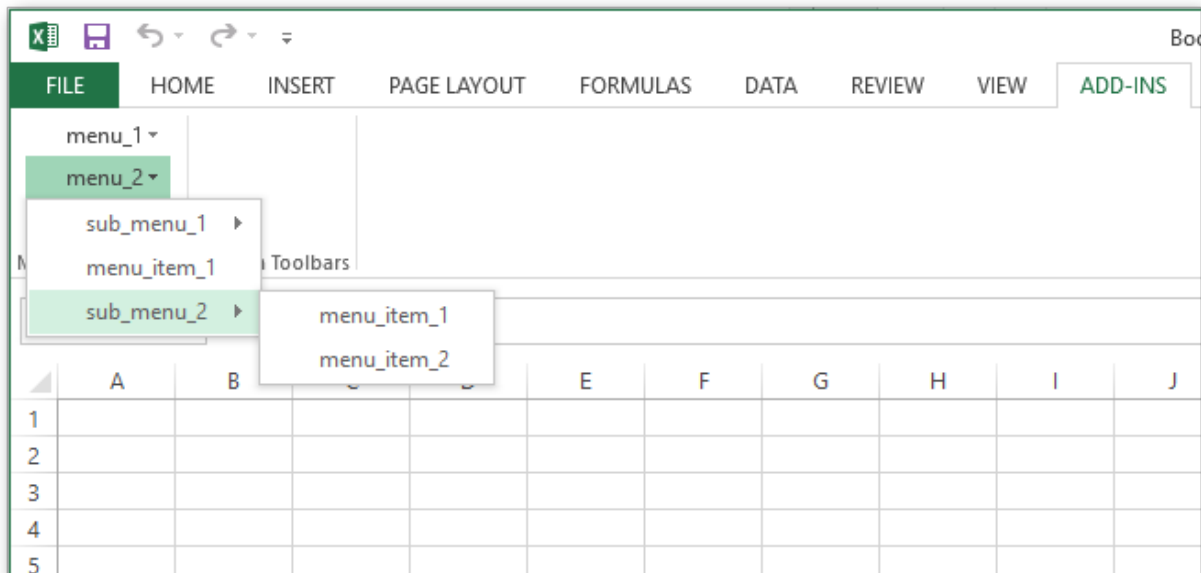 Boo
FILE HOME INSERT PAGE LAYOUT FORMULAS DATA REVIEW VIEW ADD-INS
menu_1
menu_2
sub_menu_1
Toolbars
menu_item_1
sub_menu_2
menu_item_1
menu_item_2
A B E F G H I J
1
2
3
4
5